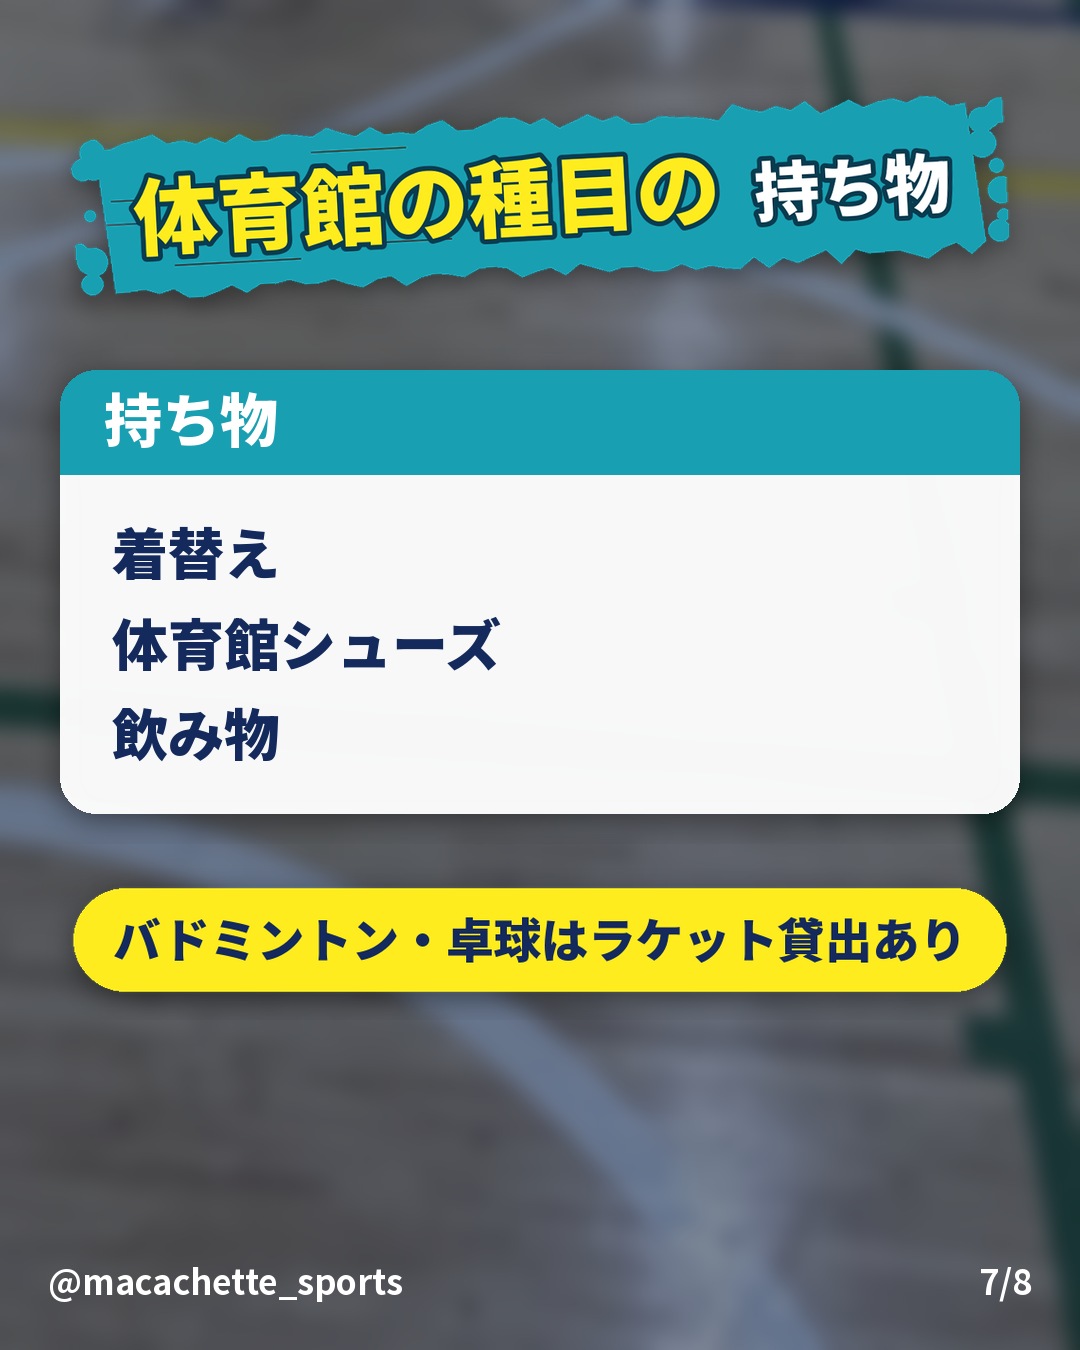 体育館の種目の 持ち物
持ち物
着替え
体育館シューズ
飲み物
バドミントン・卓球はラケット貸出あり
@macachette_sports
7/8